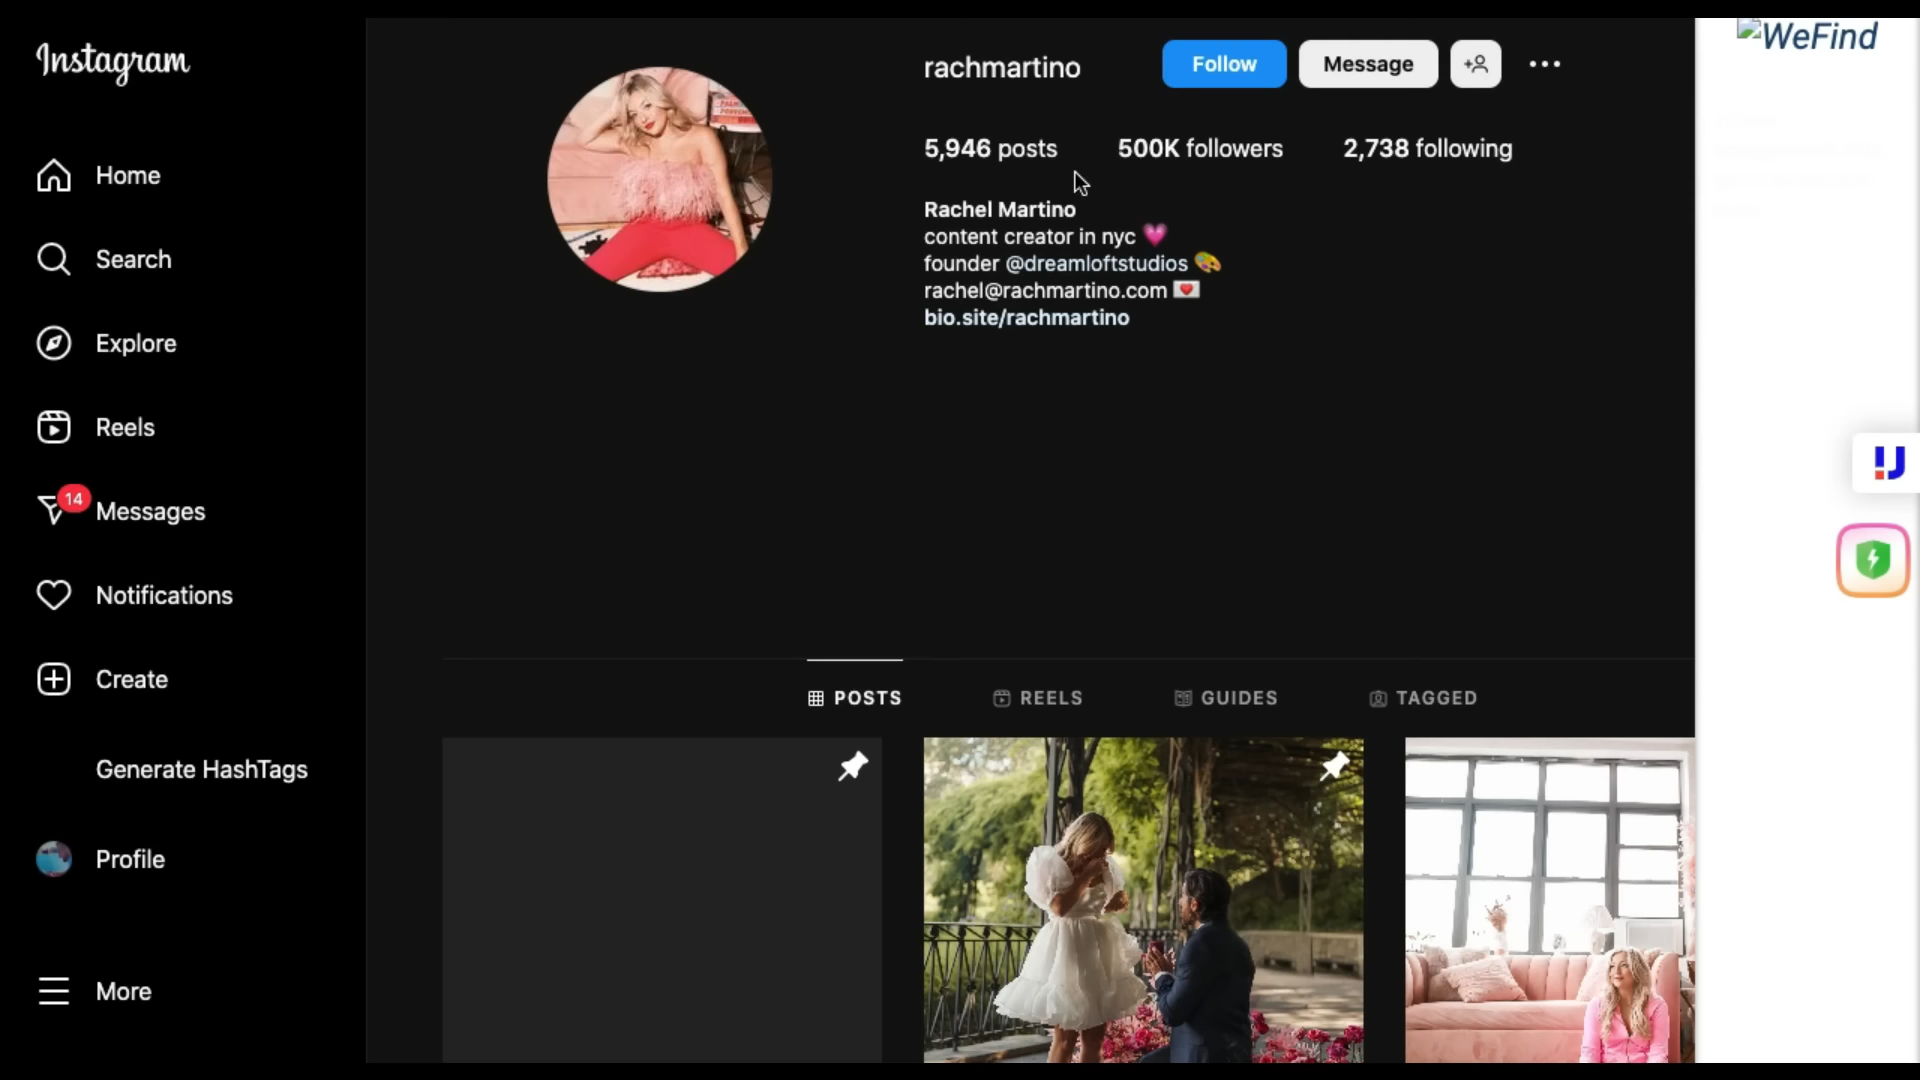 Instagram
Home
Search
Explore
Reels
14
Messages
Notifications
Create
Generate HashTags
Profile
More
rachmartino
Follow
Message
5,946 posts
500K followers
2,738 following
Rachel Martino
content creator in nyc 💗
founder @dreamloftstudios 🎨
rachel@rachmartino.com 💌
bio.site/rachmartino
POSTS
REELS
GUIDES
TAGGED
WeFind